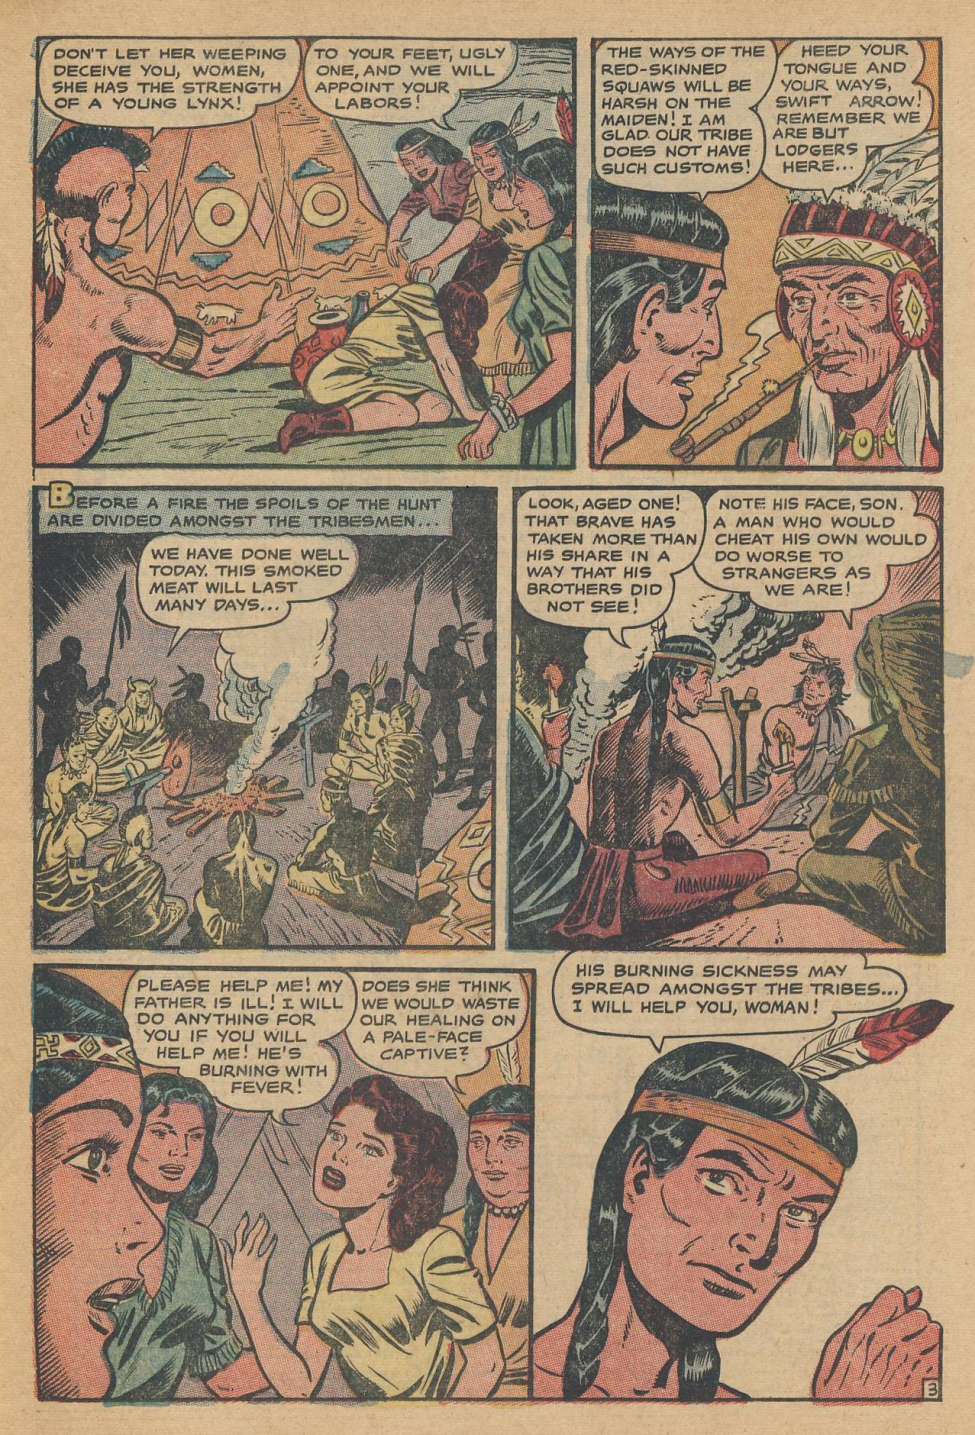 DON'T LET HER WEEPING
DECEIVE YOU, WOMEN,
SHE HAS THE STRENGTH
OF A YOUNG LYNX!
TO YOUR FEET, UGLY
ONE, AND WE WILL
APPOINT YOUR
LABORS!
THE WAYS OF THE
RED-SKINNED
SQUAWS WILL BE
HARSH ON THE
MAIDEN! I AM
GLAD OUR TRIBE
DOES NOT HAVE
SUCH CUSTOMS!
HEED YOUR
TONGUE AND
YOUR WAYS,
SWIFT ARROW!
REMEMBER WE
ARE BUT
LODGERS
HERE...
BEFORE A FIRE THE SPOILS OF THE HUNT
ARE DIVIDED AMONGST THE TRIBESMEN...
WE HAVE DONE WELL
TODAY. THIS SMOKED
MEAT WILL LAST
MANY DAYS...
LOOK, AGED ONE!
THAT BRAVE HAS
TAKEN MORE THAN
HIS SHARE IN A
WAY THAT HIS
BROTHERS DID
NOT SEE!
NOTE HIS FACE, SON.
A MAN WHO WOULD
CHEAT HIS OWN WOULD
DO WORSE TO
STRANGERS AS
WE ARE!
PLEASE HELP ME! MY
FATHER IS ILL! I WILL
DO ANYTHING FOR
YOU IF YOU WILL
HELP ME! HE'S
BURNING WITH
FEVER!
DOES SHE THINK
WE WOULD WASTE
OUR HEALING ON
A PALE-FACE
CAPTIVE?
HIS BURNING SICKNESS MAY
SPREAD AMONGST THE TRIBES...
I WILL HELP YOU, WOMAN!
3